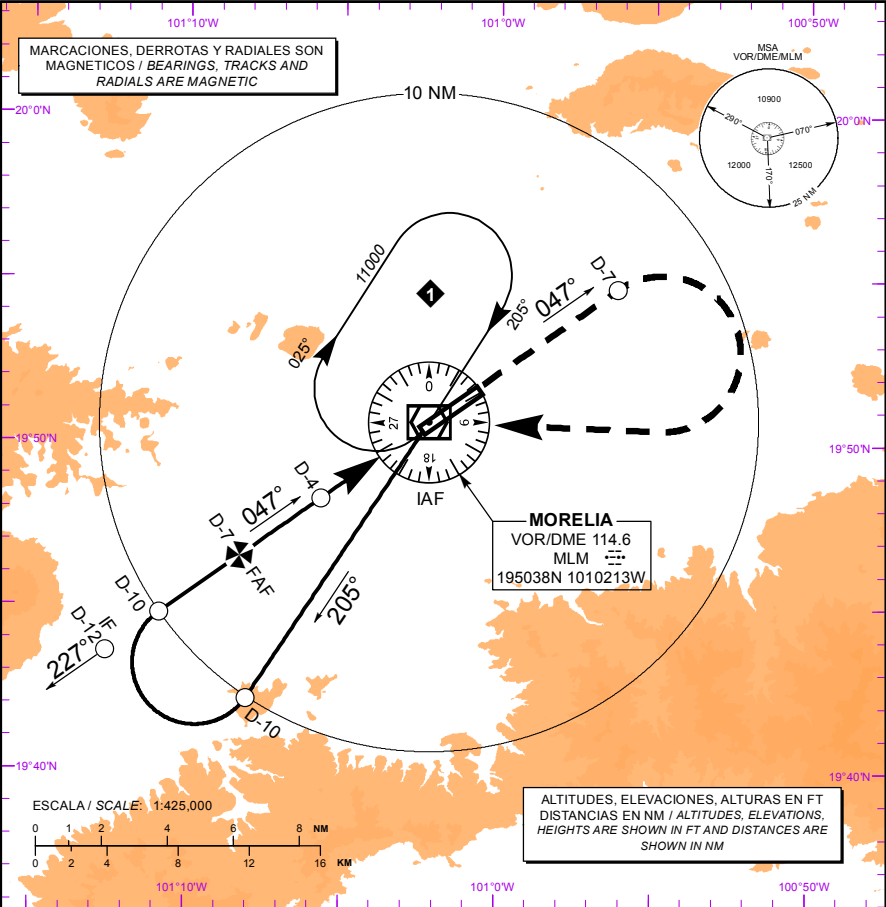 101°10'W
101°0'W
100°50'W
MARCACIONES, DERROTAS Y RADIALES SON
MAGNETICOS / BEARINGS, TRACKS AND
RADIALS ARE MAGNETIC
MSA
VOR/DME/MLM
10900
290°
070°
12000
12500
170°
25 NM
20°0'N
20°0'N
10 NM
11000
1
025°
205°
047°
D-7
0
9
18
27
IAF
19°50'N
19°50'N
MORELIA
VOR/DME 114.6
MLM
195038N 1010213W
D-4
047°
D-7
FAF
D-10
IF
D-12
227°
205°
D-10
19°40'N
19°40'N
ESCALA / SCALE: 1:425,000
0 1 2 4 6 8 NM
0 2 4 8 12 16 KM
ALTITUDES, ELEVACIONES, ALTURAS EN FT
DISTANCIAS EN NM / ALTITUDES, ELEVATIONS,
HEIGHTS ARE SHOWN IN FT AND DISTANCES ARE
SHOWN IN NM
101°10'W
101°0'W
100°50'W